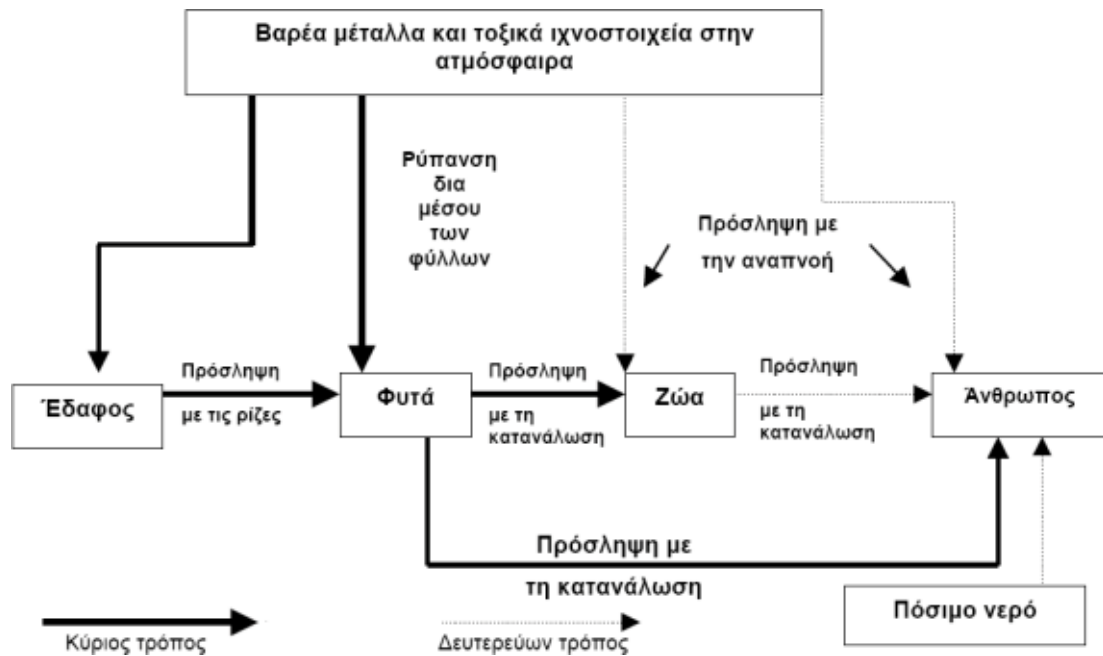 Βαρέα μέταλλα και τοξικά ιχνοστοιχεία στην
ατμόσφαιρα
Ρύπανση
δια
μέσου
των
φύλλων
Πρόσληψη με
την αναπνοή
Έδαφος
Πρόσληψη
με τις ρίζες
Φυτά
Πρόσληψη
με τη
κατανάλωση
Ζώα
Πρόσληψη
με τη
κατανάλωση
Άνθρωπος
Πρόσληψη με
τη κατανάλωση
Πόσιμο νερό
Κύριος τρόπος
Δευτερεύων τρόπος